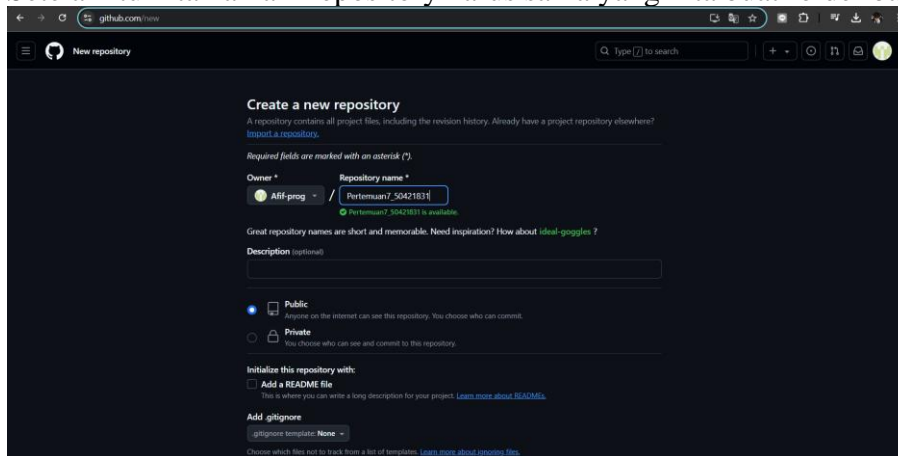 github.com/new
New repository
Type / to search
Create a new repository
A repository contains all project files, including the revision history. Already have a project repository elsewhere?
Import a repository.
Required fields are marked with an asterisk (*).
Owner * Repository name *
Afif-prog / Pertemuan7_50421831
Pertemuan7_50421831 is available.
Great repository names are short and memorable. Need inspiration? How about ideal-goggles ?
Description (optional)
Public
Anyone on the internet can see this repository. You choose who can commit.
Private
You choose who can see and commit to this repository.
Initialize this repository with:
Add a README file
This is where you can write a long description for your project. Learn more about READMEs.
Add .gitignore
.gitignore template: None
Choose which files not to track from a list of templates. Learn more about ignoring files.